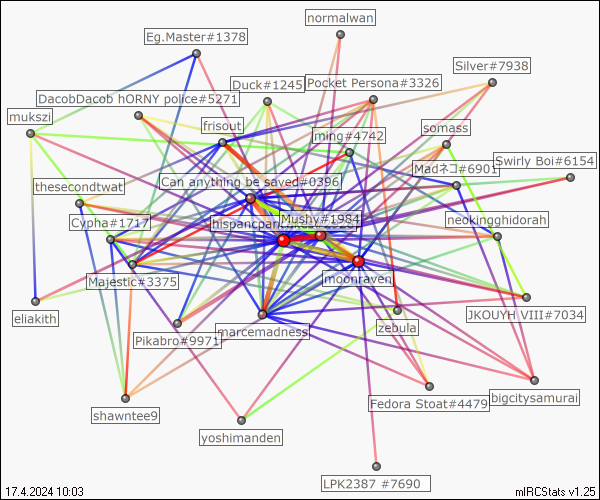 normalwan
Eg.Master#1378
Silver#7938
Duck#1245
Pocket Persona#3326
DacobDacob hORNY police#5271
mukszi
frisout
ming#4742
somass
Swirly Boi#6154
Madネコ#6901
thesecondtwat
Can anything be saved#0396
Cypha#1717
Mushy#1984
neokingghidorah
Majestic#3375
moonraven
eliakith
Pikabro#9971
marcemadness
zebula
JKOUYH VIII#7034
shawntee9
Fedora Stoat#4479
bigcitysamurai
yoshimanden
LPK2387 #7690
17.4.2024 10:03
mIRCStats v1.25